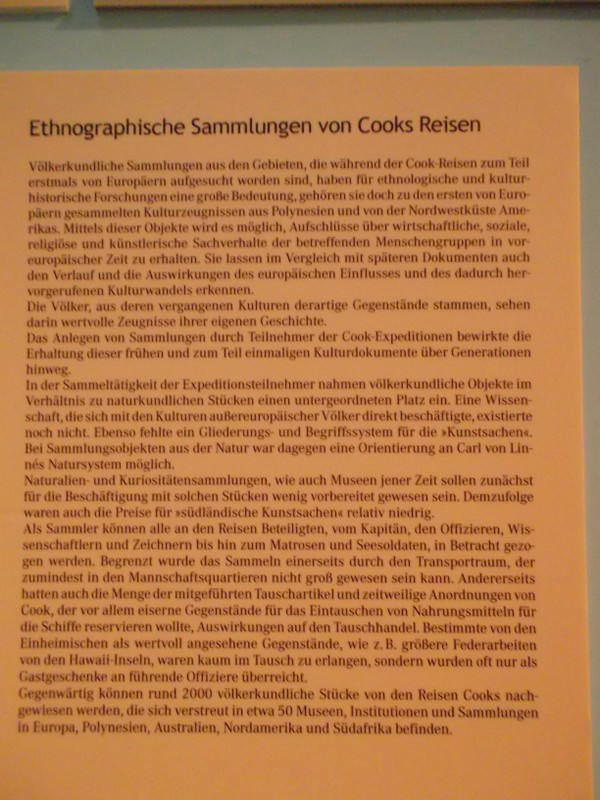 Ethnographische Sammlungen von Cooks Reisen
Völkerkundliche Sammlungen aus den Gebieten, die während der Cook-Reisen zum Teil
erstmals von Europäern aufgesucht worden sind, haben für ethnologische und kultur-
historische Forschungen eine große Bedeutung, gehören sie doch zu den ersten von Euro-
päern gesammelten Kulturzeugnissen aus Polynesien und von der Nordwestküste Ame-
rikas. Mittels dieser Objekte wird es möglich, Aufschlüsse über wirtschaftliche, soziale,
religiöse und künstlerische Sachverhalte der betreffenden Menschengruppen in vor-
europäischer Zeit zu erhalten. Sie lassen im Vergleich mit späteren Dokumenten auch
den Verlauf und die Auswirkungen des europäischen Einflusses und des dadurch her-
vorgerufenen Kulturwandels erkennen.
Die Völker, aus deren vergangenen Kulturen derartige Gegenstände stammen, sehen
darin wertvolle Zeugnisse ihrer eigenen Geschichte.
Das Anlegen von Sammlungen durch Teilnehmer der Cook-Expeditionen bewirkte die
Erhaltung dieser frühen und zum Teil einmaligen Kulturdokumente über Generationen
hinweg.
In der Sammeltätigkeit der Expeditionsteilnehmer nahmen völkerkundliche Objekte im
Verhältnis zu naturkundlichen Stücken einen untergeordneten Platz ein. Eine Wissen-
schaft, die sich mit den Kulturen außereuropäischer Völker direkt beschäftigte, existierte
noch nicht. Ebenso fehlte ein Gliederungs- und Begriffssystem für die »Kunstsachen«.
Bei Sammlungsobjekten aus der Natur war dagegen eine Orientierung an Carl von Lin-
nés Natursystem möglich.
Naturalien- und Kuriositätensammlungen, wie auch Museen jener Zeit sollen zunächst
für die Beschäftigung mit solchen Stücken wenig vorbereitet gewesen sein. Demzufolge
waren auch die Preise für »südländische Kunstsachen« relativ niedrig.
Als Sammler können alle an den Reisen Beteiligten, vom Kapitän, den Offizieren, Wis-
senschaftlern und Zeichnern bis hin zum Matrosen und Seesoldaten, in Betracht gezo-
gen werden. Begrenzt wurde das Sammeln einerseits durch den Transportraum, der
zumindest in den Mannschaftsquartieren nicht groß gewesen sein kann. Andererseits
hatten auch die Menge der mitgeführten Tauschartikel und zeitweilige Anordnungen von
Cook, der vor allem eiserne Gegenstände für das Eintauschen von Nahrungsmitteln für
die Schiffe reservieren wollte, Auswirkungen auf den Tauschhandel. Bestimmte von den
Einheimischen als wertvoll angesehene Gegenstände, wie z. B. größere Federarbeiten
von den Hawaii-Inseln, waren kaum im Tausch zu erlangen, sondern wurden oft nur als
Gastgeschenke an führende Offiziere überreicht.
Gegenwärtig können rund 2000 völkerkundliche Stücke von den Reisen Cooks nach-
gewiesen werden, die sich verstreut in etwa 50 Museen, Institutionen und Sammlungen
in Europa, Polynesien, Australien, Nordamerika und Südafrika befinden.